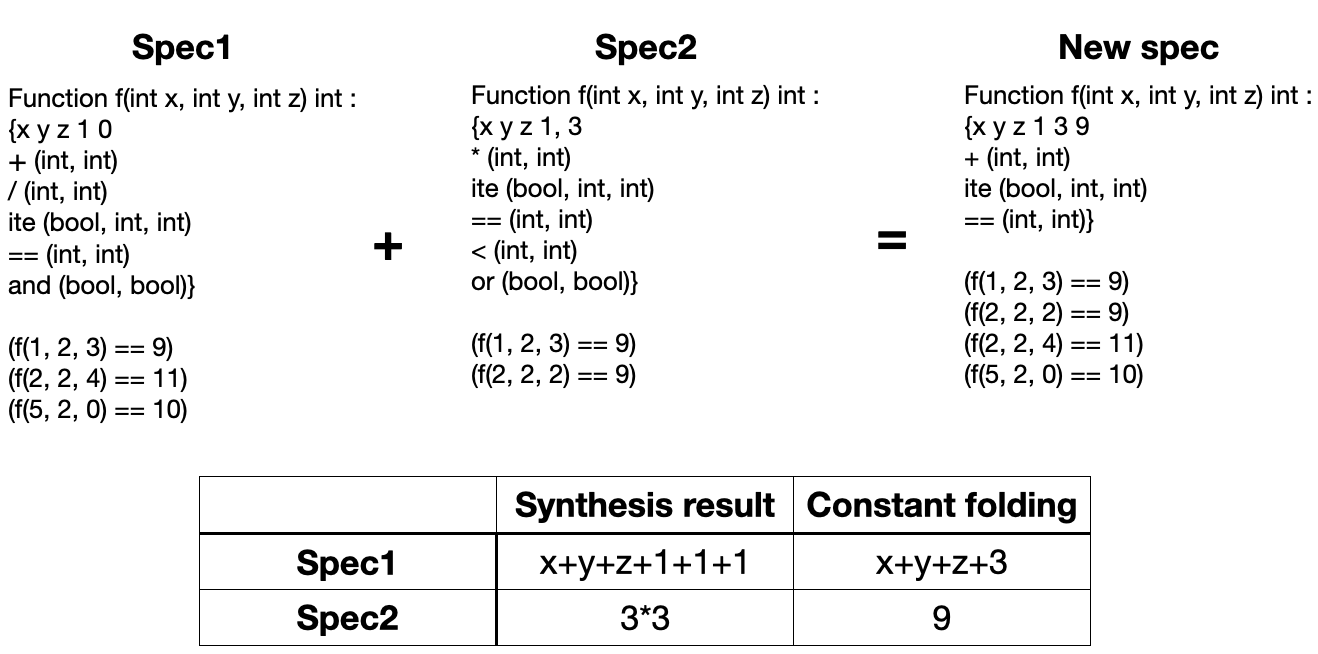 Spec1
Function f(int x, int y, int z) int :
{x y z 1 0
+ (int, int)
/ (int, int)
ite (bool, int, int)
== (int, int)
and (bool, bool)}
(f(1, 2, 3) == 9)
(f(2, 2, 4) == 11)
(f(5, 2, 0) == 10)
+
Spec2
Function f(int x, int y, int z) int :
{x y z 1, 3
* (int, int)
ite (bool, int, int)
== (int, int)
< (int, int)
or (bool, bool)}
(f(1, 2, 3) == 9)
(f(2, 2, 2) == 9)
=
New spec
Function f(int x, int y, int z) int :
{x y z 1 3 9
+ (int, int)
ite (bool, int, int)
== (int, int)}
(f(1, 2, 3) == 9)
(f(2, 2, 2) == 9)
(f(2, 2, 4) == 11)
(f(5, 2, 0) == 10)
Synthesis result Constant folding
Spec1 x+y+z+1+1+1 x+y+z+3
Spec2 3*3 9